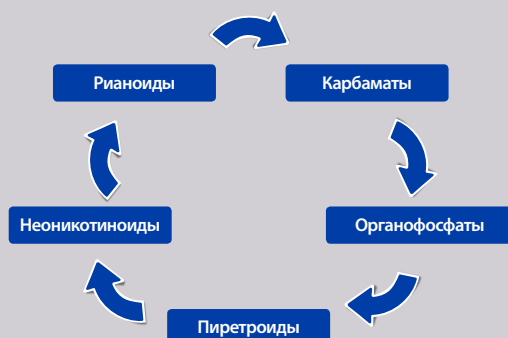 Рианоиды
Карбаматы
Неоникотиноиды
Органофосфаты
Пиретроиды